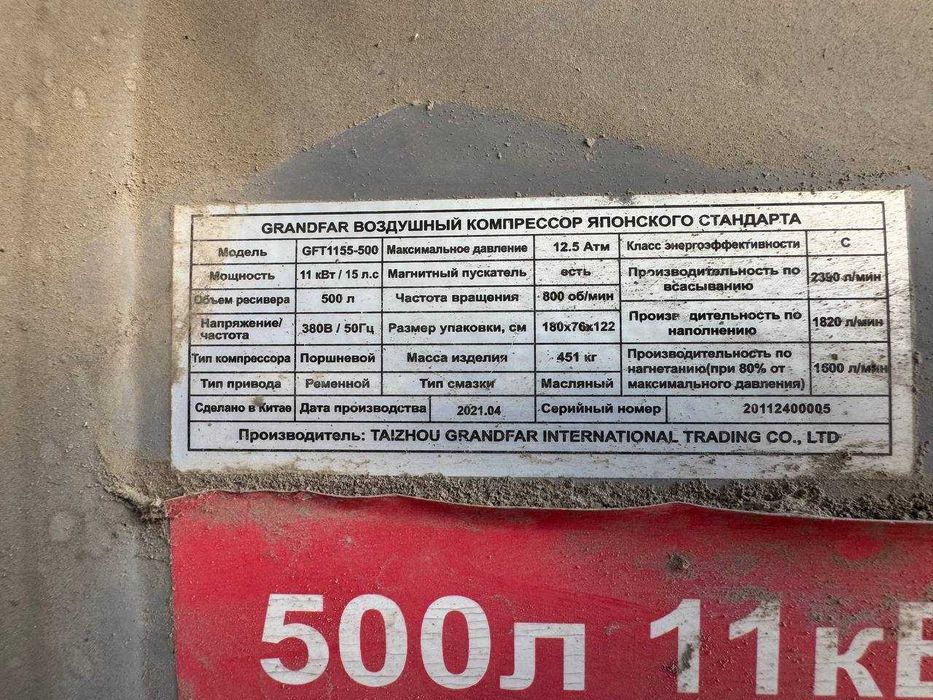 GRANDFAR ВОЗДУШНЫЙ КОМПРЕССОР ЯПОНСКОГО СТАНДАРТА
Модель GFT1155-500 Максимальное давление 12.5 Атм Класс энергоэффективности C
Мощность 11 кВт / 15 л.с Магнитный пускатель есть Производительность по всасыванию л/мин
Объем ресивера 500 л Частота вращения 800 об/мин
Напряжение/частота 380В / 50Гц Размер упаковки, см 180x76x122 Производительность по наполнению 1820 л/мин
Тип компрессора Поршневой Масса изделия 451 кг Производительность по нагнетанию(при 80% от максимального давления) 1500 л/мин
Тип привода Ременной Тип смазки Масляный
Сделано в Китае Дата производства 2021.04 Серийный номер 20112400005
Производитель: TAIZHOU GRANDFAR INTERNATIONAL TRADING CO., LTD
500л 11кВ